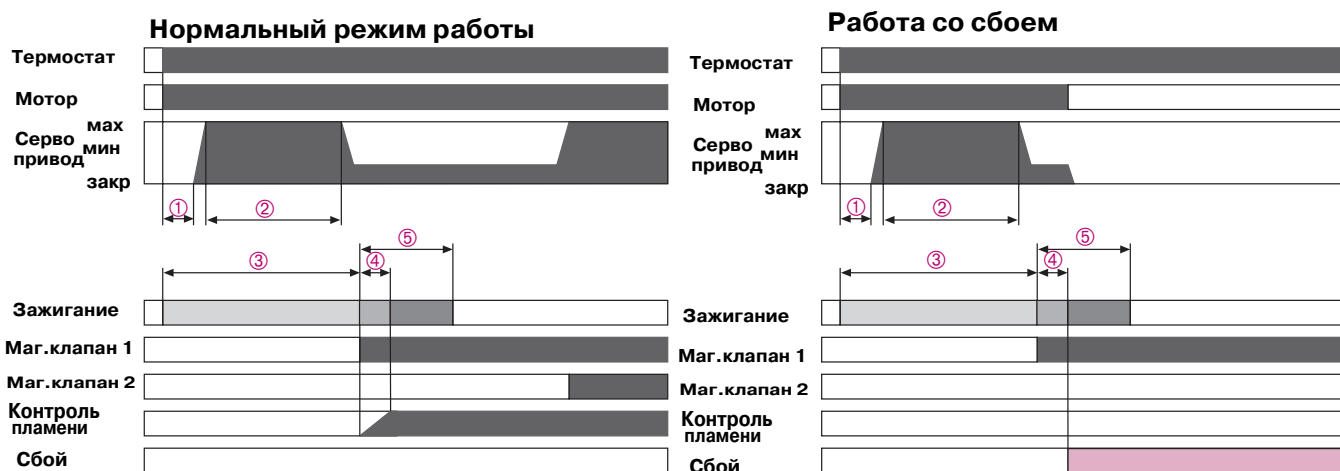 Нормальный режим работы
Термостат
Мотор
Серво привод
мах
мин
закр
①
②
③
④
⑤
Зажигание
Маг.клапан 1
Маг.клапан 2
Контроль
пламени
Сбой
Работа со сбоем
Термостат
Мотор
Серво привод
мах
мин
закр
①
②
③
④
⑤
Зажигание
Маг.клапан 1
Маг.клапан 2
Контроль
пламени
Сбой